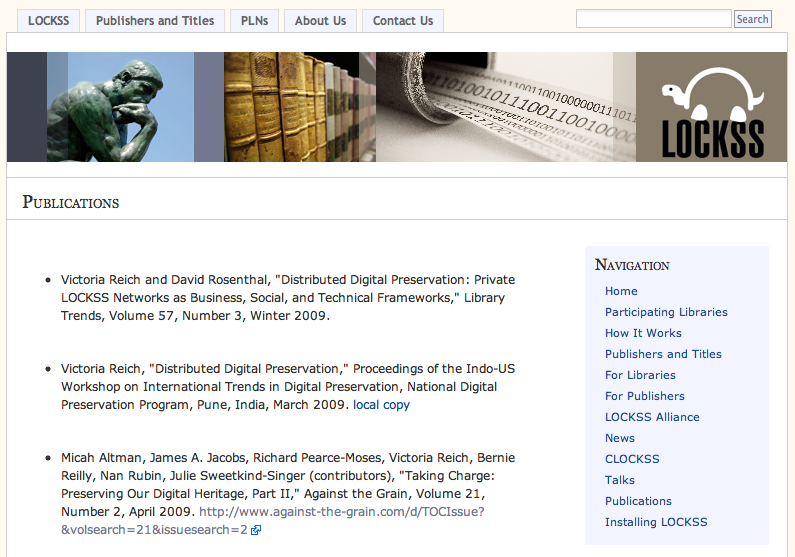 LOCKSS
Publishers and Titles
PLNs
About Us
Contact Us
Search
LOCKSS
Publications
Victoria Reich and David Rosenthal, "Distributed Digital Preservation: Private
LOCKSS Networks as Business, Social, and Technical Frameworks," Library
Trends, Volume 57, Number 3, Winter 2009.
Victoria Reich, "Distributed Digital Preservation," Proceedings of the Indo-US
Workshop on International Trends in Digital Preservation, National Digital
Preservation Program, Pune, India, March 2009. local copy
Micah Altman, James A. Jacobs, Richard Pearce-Moses, Victoria Reich, Bernie
Reilly, Nan Rubin, Julie Sweetkind-Singer (contributors), "Taking Charge:
Preserving Our Digital Heritage, Part II," Against the Grain, Volume 21,
Number 2, April 2009. http://www.against-the-grain.com/d/TOCIssue?
&volsearch=21&issuesearch=2
Navigation
Home
Participating Libraries
How It Works
Publishers and Titles
For Libraries
For Publishers
LOCKSS Alliance
News
CLOCKSS
Talks
Publications
Installing LOCKSS